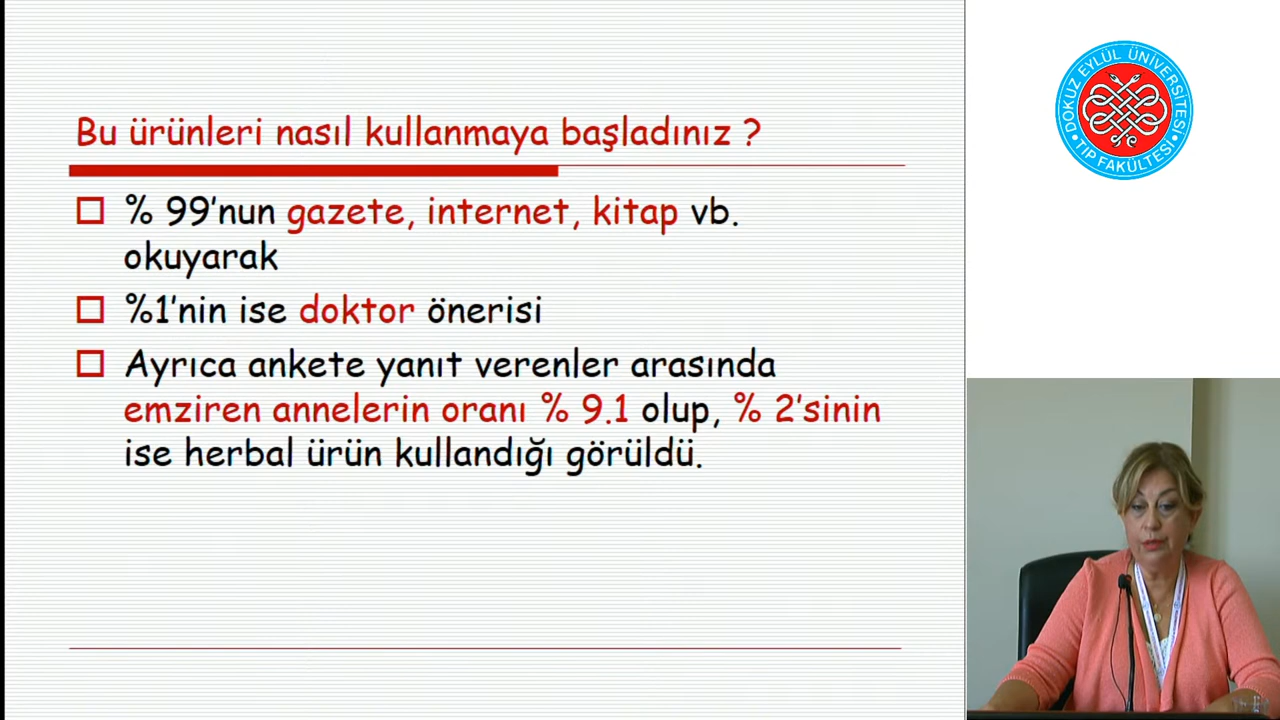 Bu ürünleri nasıl kullanmaya başladınız ?
% 99'nun gazete, internet, kitap vb.
okuyarak
%1'nin ise doktor önerisi
Ayrıca ankete yanıt verenler arasında
emziren annelerin oranı % 9.1 olup, % 2'sinin
ise herbal ürün kullandığı görüldü.
DOKUZ EYLÜL ÜNİVERSİTESİ
• TIP FAKÜLTESİ •